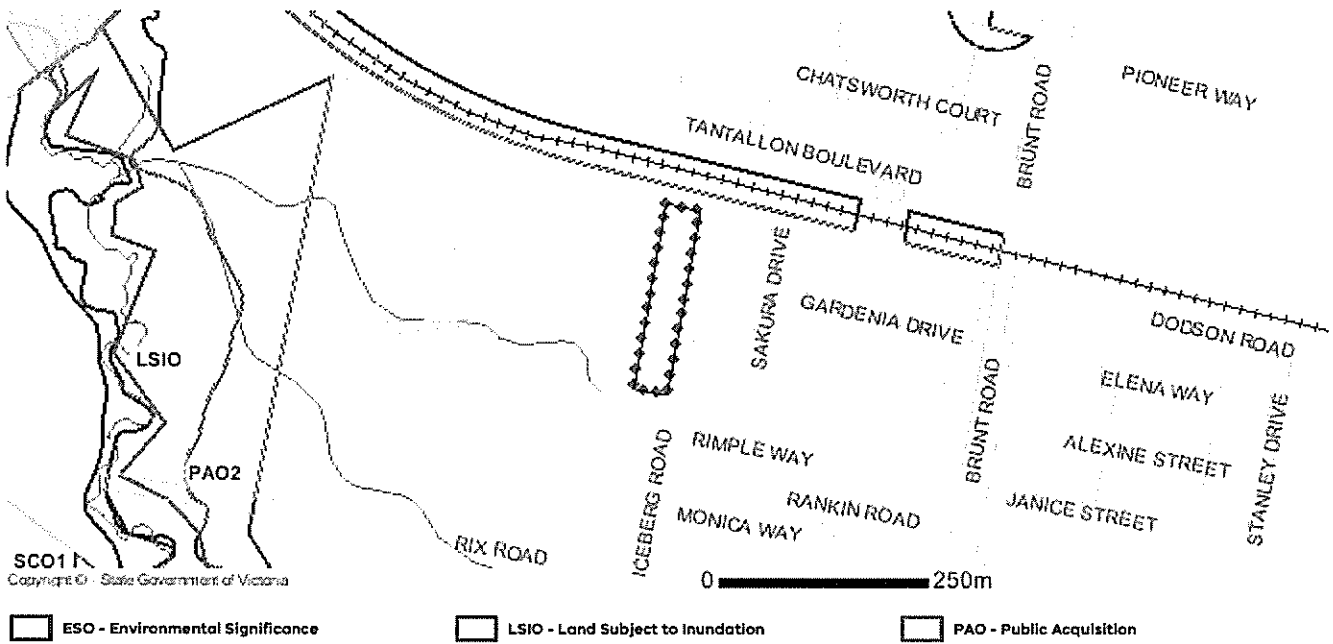 CHATSWORTH COURT
PIONEER WAY
BRUNT ROAD
TANTALLON BOULEVARD
SAKURA DRIVE
GARDENIA DRIVE
DODSON ROAD
LSIO
ELENA WAY
BRUNT ROAD
STANLEY DRIVE
RIMPLE WAY
ALEXINE STREET
PAO2
ICEBERG ROAD
RANKIN ROAD
JANICE STREET
MONICA WAY
RIX ROAD
SCO1
Copyright © - State Government of Victoria
0 250m
ESO - Environmental Significance
LSIO - Land Subject to Inundation
PAO - Public Acquisition